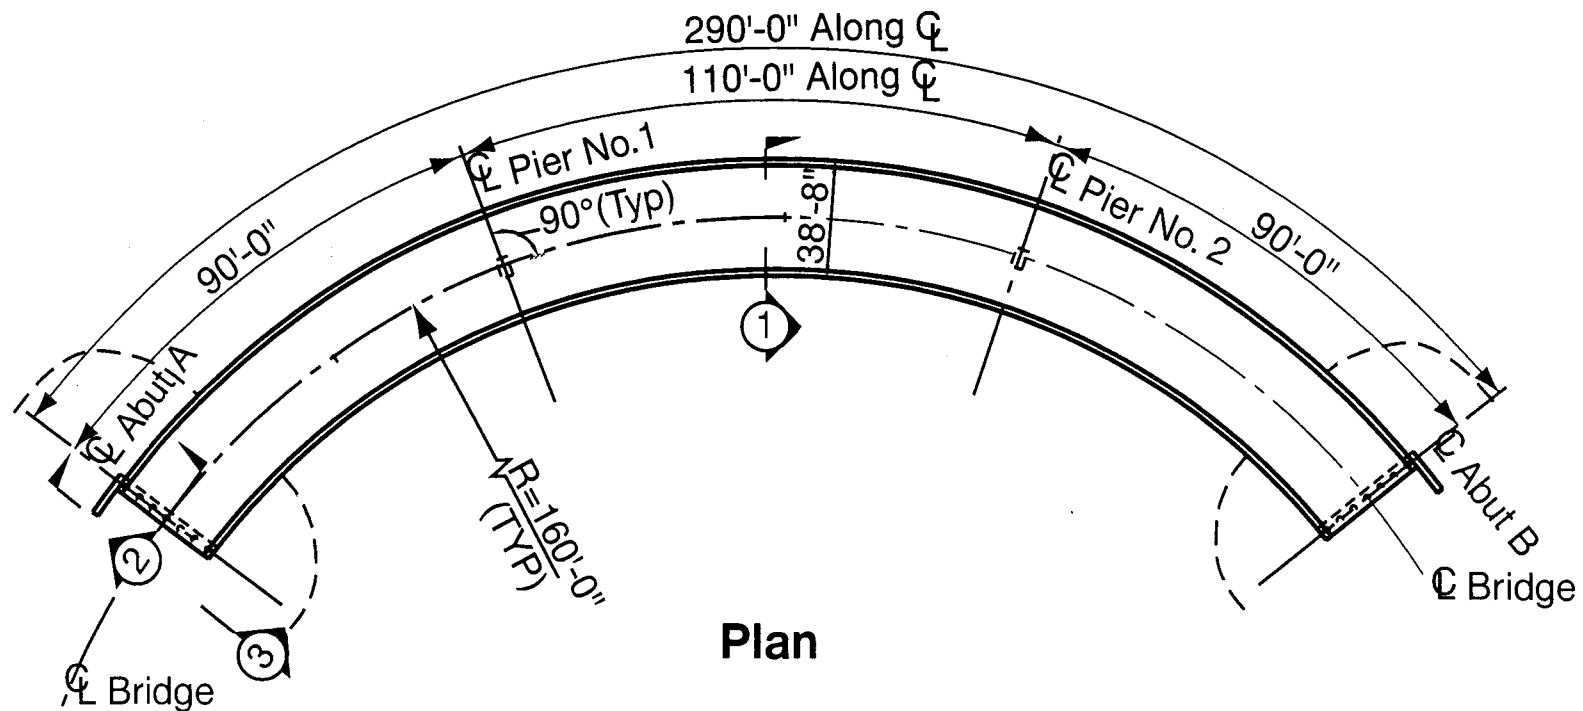 290'-0" Along ℄
110'-0" Along ℄
℄ Pier No.1
90°(Typ)
38'-8"
℄ Pier No. 2
90'-0"
90'-0"
℄ Abut A
1
R=160'-0"
(TYP)
2
3
℄ Abut B
℄ Bridge
Plan
℄ Bridge